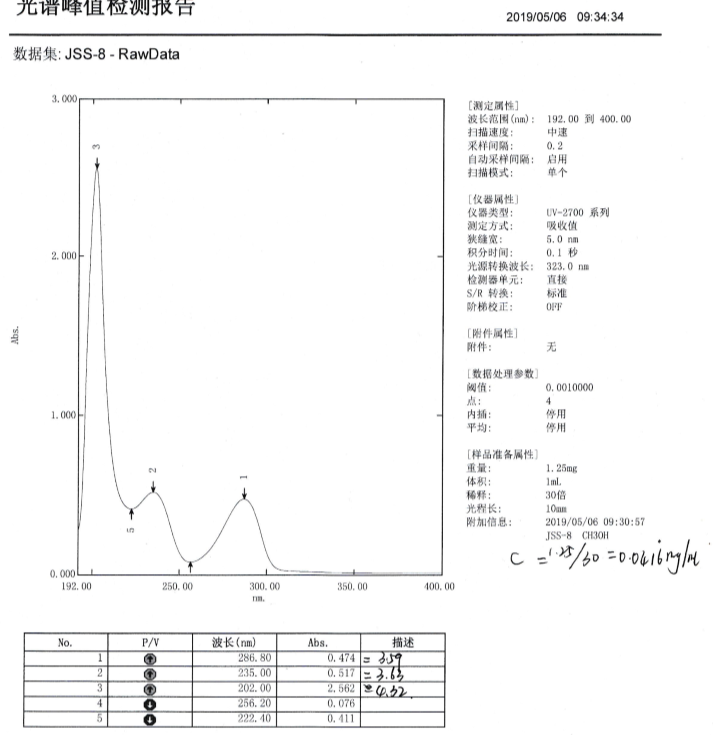 光谱峰值检测报告
2019/05/06 09:34:34
数据集: JSS-8 - RawData
3.000
2.000
1.000
0.000
Abs.
192.00 250.00 300.00 350.00 400.00
nm.
3
2
1
5
[测定属性]
波长范围(nm): 192.00 到 400.00
扫描速度: 中速
采样间隔: 0.2
自动采样间隔: 启用
扫描模式: 单个
[仪器属性]
仪器类型: UV-2700 系列
测定方式: 吸收值
狭缝宽: 5.0 nm
积分时间: 0.1 秒
光源转换波长: 323.0 nm
检测器单元: 直接
S/R 转换: 标准
阶梯校正: OFF
[附件属性]
附件: 无
[数据处理参数]
阈值: 0.0010000
点: 4
内插: 停用
平均: 停用
[样品准备属性]
重量: 1.25mg
体积: 1mL
稀释: 30倍
光程长: 10mm
附加信息: 2019/05/06 09:30:57
JSS-8 CH3OH
C = 1.25/30 = 0.0416 mg/ml
No. P/V 波长(nm) Abs. 描述
1 286.80 0.474 = 3.59
2 235.00 0.517 = 3.63
3 202.00 2.562 = 4.32
4 256.20 0.076
5 222.40 0.411